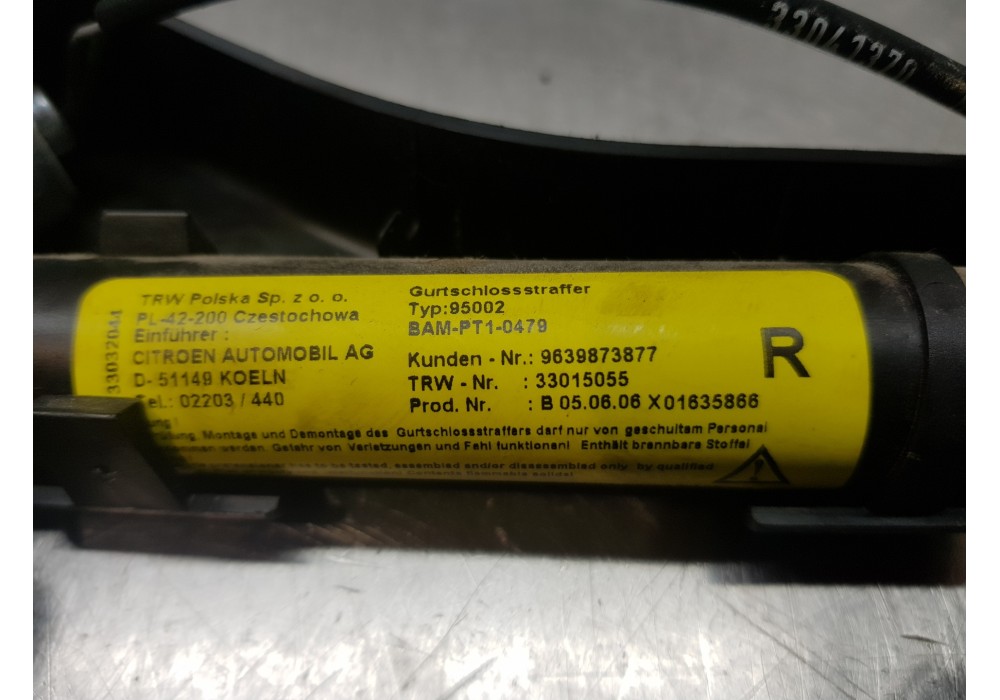 33041370
33032044
TRW Polska Sp. z o. o.
PL-42-200 Czestochowa
Einführer :
CITROEN AUTOMOBIL AG
D- 51149 KOELN
Tel.: 02203 / 440
Gurtschlossstraffer
Typ:95002
BAM-PT1-0479
Kunden - Nr.: 9639873877
TRW - Nr. : 33015055
Prod. Nr. : B 05.06.06 X01635866
R
Montage und Demontage des Gurtschlossstraffers darf nur von geschultem Personal
werden. Gefahr von Verletzungen und Fehl funktionen! Enthält brennbare Stoffe!
to be tested, assembled and/or disassembled only by qualified